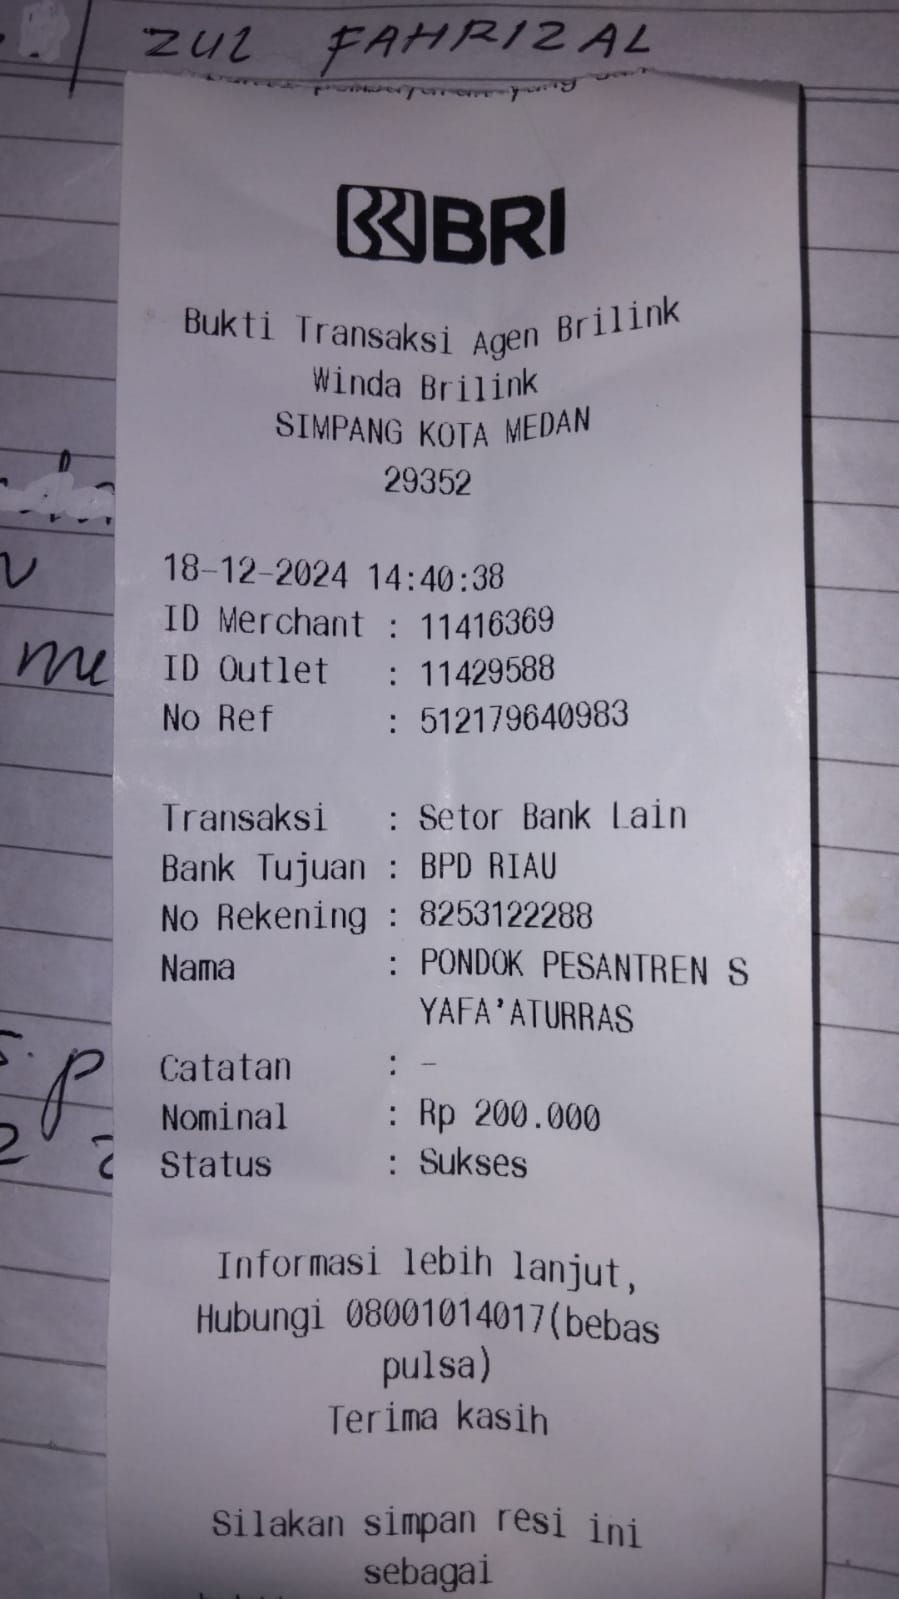 ZUL FAHRIZAL
BRI
Bukti Transaksi Agen Brilink
Winda Brilink
SIMPANG KOTA MEDAN
29352
18-12-2024 14:40:38
ID Merchant : 11416369
ID Outlet : 11429588
No Ref : 512179640983
me
Transaksi : Setor Bank Lain
Bank Tujuan : BPD RIAU
No Rekening : 8253122288
Nama : PONDOK PESANTREN S
YAFA'ATURRAS
Catatan : -
Nominal : Rp 200.000
Status : Sukses
Informasi lebih lanjut,
Hubungi 08001014017(bebas
pulsa)
Terima kasih
Silakan simpan resi ini
sebagai